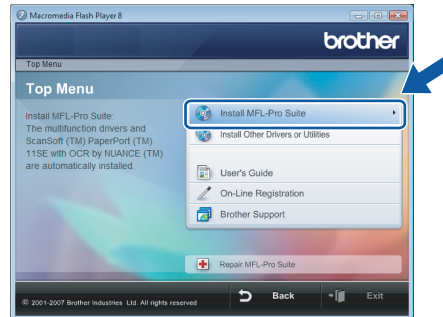 Macromedia Flash Player 8
brother
Top Menu
Top Menu
Install MFL-Pro Suite:
The multifunction drivers and
ScanSoft (TM) PaperPort (TM)
11SE with OCR by NUANCE (TM)
are automatically installed.
Install MFL-Pro Suite
Install Other Drivers or Utilities
User's Guide
On-Line Registration
Brother Support
Repair MFL-Pro Suite
© 2001-2007 Brother Industries Ltd. All rights reserved
Back
Exit